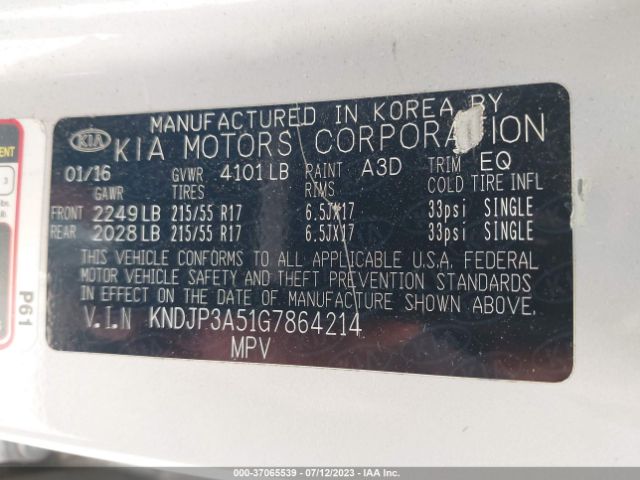 MANUFACTURED IN KOREA BY
KIA KIA MOTORS CORPORATION
01/16 GVWR 4101LB PAINT A3D TRIM EQ
GAWR TIRES RIMS COLD TIRE INFL
FRONT 2249LB 215/55 R17 6.5JX17 33psi SINGLE
REAR 2028LB 215/55 R17 6.5JX17 33psi SINGLE
THIS VEHICLE CONFORMS TO ALL APPLICABLE U.S.A. FEDERAL
MOTOR VEHICLE SAFETY AND THEFT PREVENTION STANDARDS
IN EFFECT ON THE DATE OF MANUFACTURE SHOWN ABOVE.
V.I.N KNDJP3A51G7864214
MPV
P61
000-37065539 - 07/12/2023 - IAAI.COM